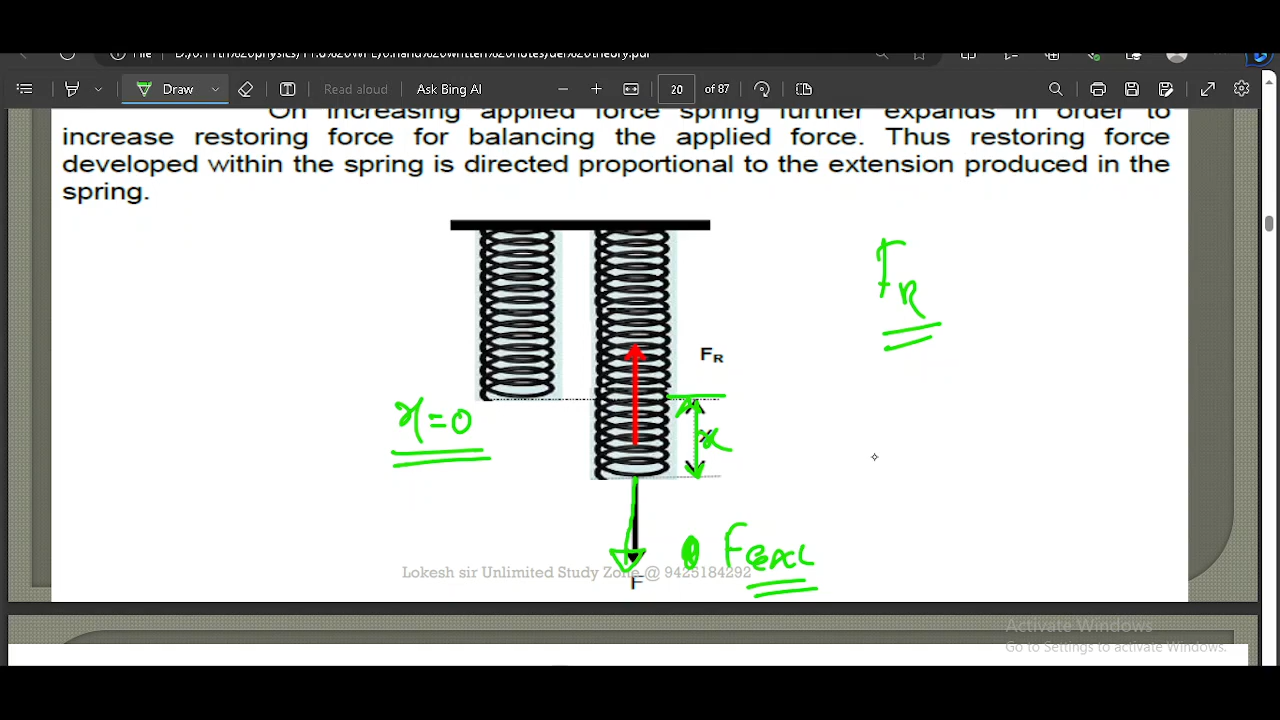 Draw
Read aloud
Ask Bing AI
20 of 87
On increasing applied force spring further expands in order to
increase restoring force for balancing the applied force. Thus restoring force
developed within the spring is directed proportional to the extension produced in the
spring.
FR
FR
x=0
x
Lokesh sir Unlimited Study Zone @ 9425184292
F
Activate Windows
Go to Settings to activate Windows.